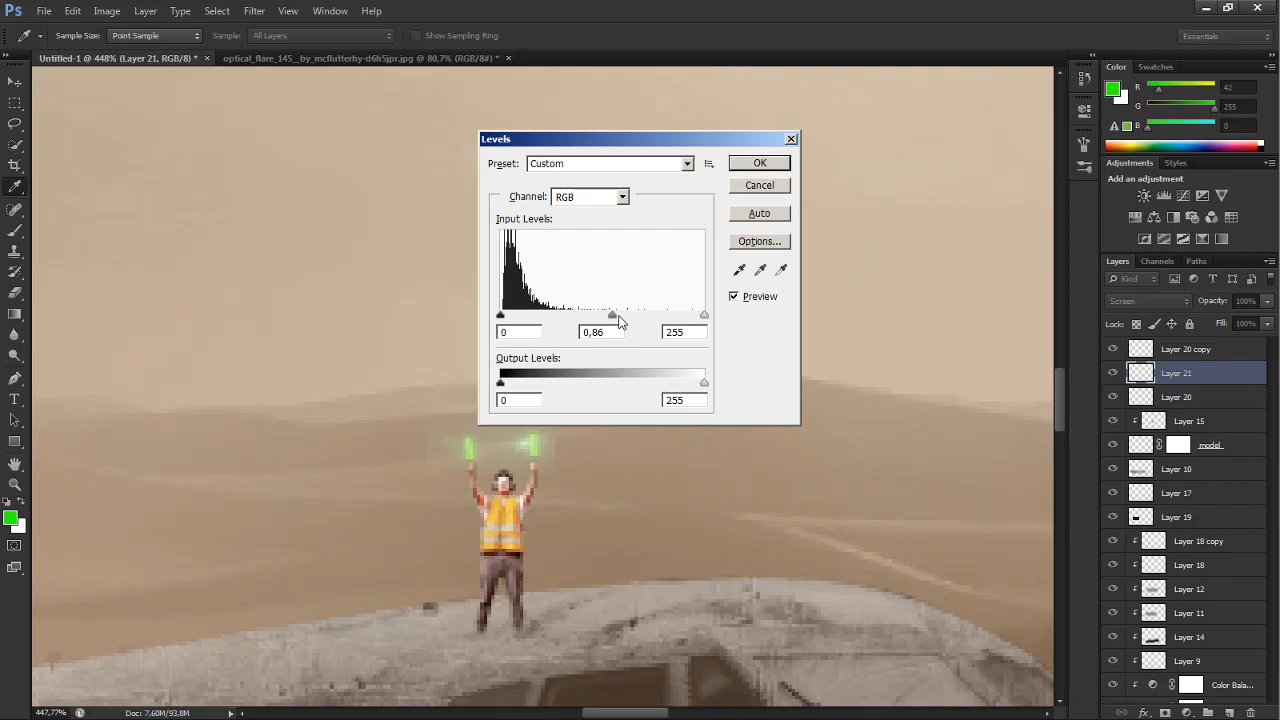 Ps File Edit Image Layer Type Select Filter View Window Help
Sample Size: Point Sample Sample: All Layers Show Sampling Ring Essentials
Untitled-1 @ 448% (Layer 21, RGB/8) * × optical_flare_145__by_mcflutterhy-d6h5jpr.jpg @ 80,7% (RGB/8#) * ×
Color Swatches
R 42
G 255
B 0
Adjustments Styles
Add an adjustment
Layers Channels Paths
Kind
Screen Opacity: 100%
Lock: Fill: 100%
Layer 20 copy
Layer 21
Layer 20
Layer 15
model
Layer 10
Layer 17
Layer 19
Layer 18 copy
Layer 18
Layer 12
Layer 11
Layer 14
Layer 9
Color Bala...
Levels
Preset: Custom OK
Cancel
Channel: RGB
Auto
Input Levels:
Options...
Preview
0 0,86 255
Output Levels:
0 255
447,77% Doc: 7,60M/93,8M